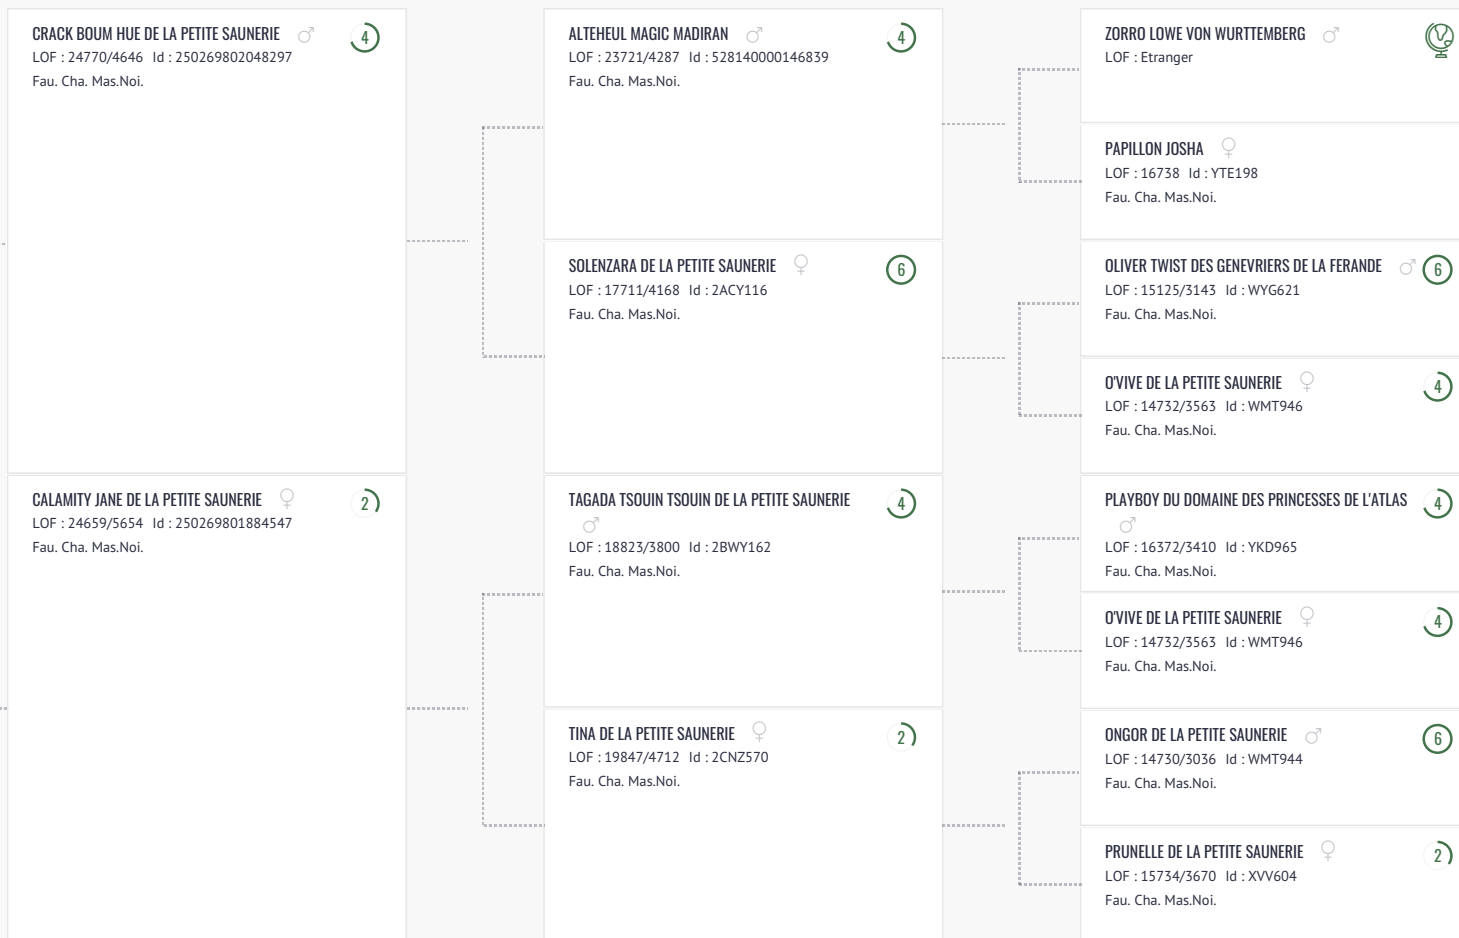 CRACK BOUM HUE DE LA PETITE SAUNERIE
4
LOF : 24770/4646 Id : 250269802048297
Fau. Cha. Mas.Noi.
CALAMITY JANE DE LA PETITE SAUNERIE
2
LOF : 24659/5654 Id : 250269801884547
Fau. Cha. Mas.Noi.
ALTEHEUL MAGIC MADIRAN
4
LOF : 23721/4287 Id : 528140000146839
Fau. Cha. Mas.Noi.
SOLENZARA DE LA PETITE SAUNERIE
6
LOF : 17711/4168 Id : 2ACY116
Fau. Cha. Mas.Noi.
TAGADA TSOUIN TSOUIN DE LA PETITE SAUNERIE
4
LOF : 18823/3800 Id : 2BWY162
Fau. Cha. Mas.Noi.
TINA DE LA PETITE SAUNERIE
2
LOF : 19847/4712 Id : 2CNZ570
Fau. Cha. Mas.Noi.
ZORRO LOWE VON WURTTEMBERG
LOF : Etranger
PAPILLON JOSHA
LOF : 16738 Id : YTE198
Fau. Cha. Mas.Noi.
OLIVER TWIST DES GENEVRIERS DE LA FERANDE
6
LOF : 15125/3143 Id : WYG621
Fau. Cha. Mas.Noi.
O'VIVE DE LA PETITE SAUNERIE
4
LOF : 14732/3563 Id : WMT946
Fau. Cha. Mas.Noi.
PLAYBOY DU DOMAINE DES PRINCESSES DE L'ATLAS
4
LOF : 16372/3410 Id : YKD965
Fau. Cha. Mas.Noi.
O'VIVE DE LA PETITE SAUNERIE
4
LOF : 14732/3563 Id : WMT946
Fau. Cha. Mas.Noi.
ONGOR DE LA PETITE SAUNERIE
6
LOF : 14730/3036 Id : WMT944
Fau. Cha. Mas.Noi.
PRUNELLE DE LA PETITE SAUNERIE
2
LOF : 15734/3670 Id : XVV604
Fau. Cha. Mas.Noi.